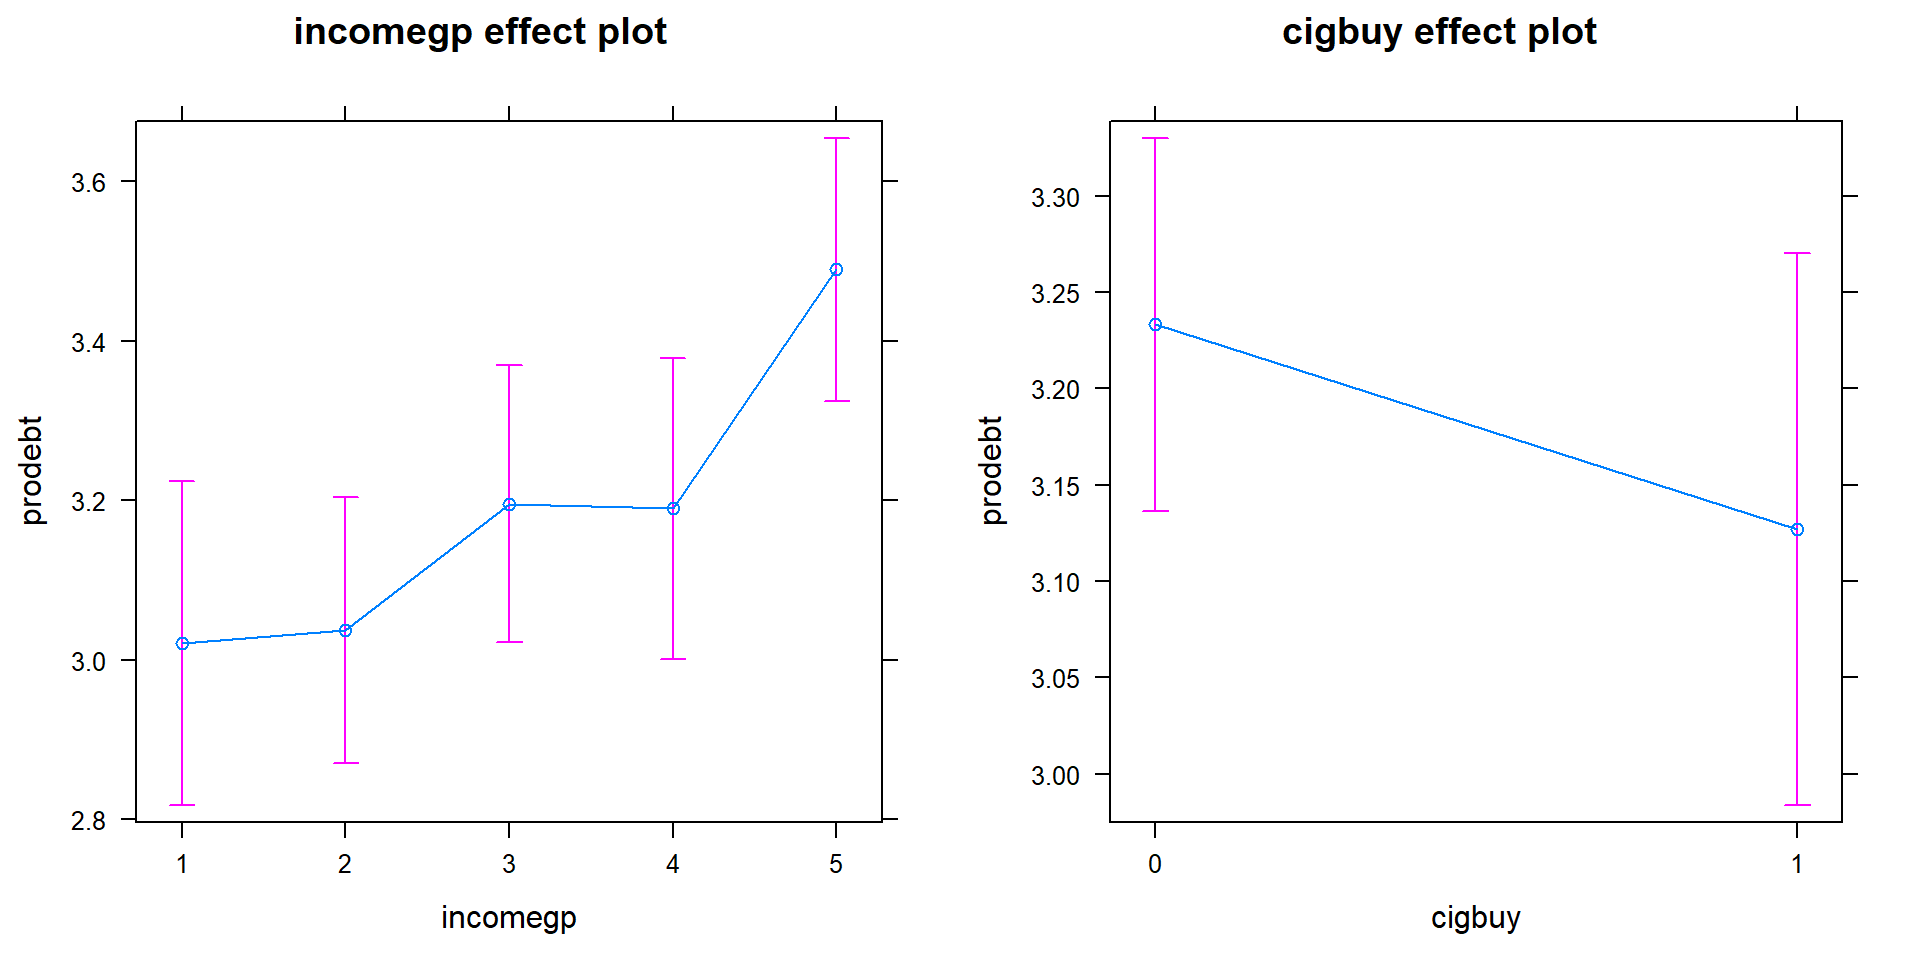 incomegp effect plot
prodebt
3.6
3.4
3.2
3.0
2.8
1 2 3 4 5
incomegp
cigbuy effect plot
prodebt
3.30
3.25
3.20
3.15
3.10
3.05
3.00
0 1
cigbuy